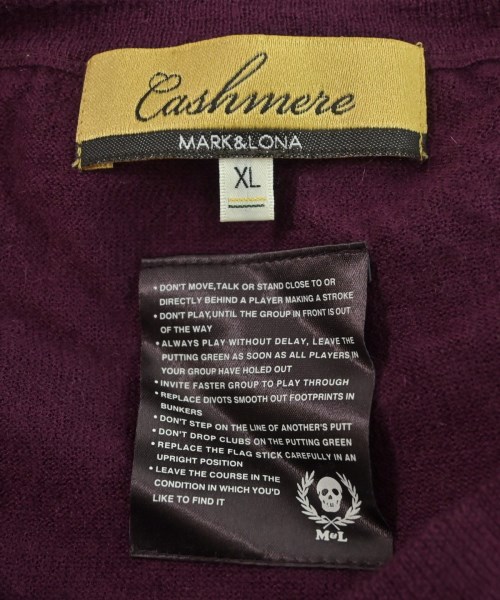 Cashmere
MARK&LONA
XL
• DON'T MOVE,TALK OR STAND CLOSE TO OR
DIRECTLY BEHIND A PLAYER MAKING A STROKE
• DON'T PLAY,UNTIL THE GROUP IN FRONT IS OUT
OF THE WAY
• ALWAYS PLAY WITHOUT DELAY, LEAVE THE
PUTTING GREEN AS SOON AS ALL PLAYERS IN
YOUR GROUP HAVE HOLED OUT
• INVITE FASTER GROUP TO PLAY THROUGH
• REPLACE DIVOTS SMOOTH OUT FOOTPRINTS IN
BUNKERS
• DON'T STEP ON THE LINE OF ANOTHER'S PUTT
• DON'T DROP CLUBS ON THE PUTTING GREEN
• REPLACE THE FLAG STICK CAREFULLY IN AN
UPRIGHT POSITION
• LEAVE THE COURSE IN THE
CONDITION IN WHICH YOU'D
LIKE TO FIND IT
M&L